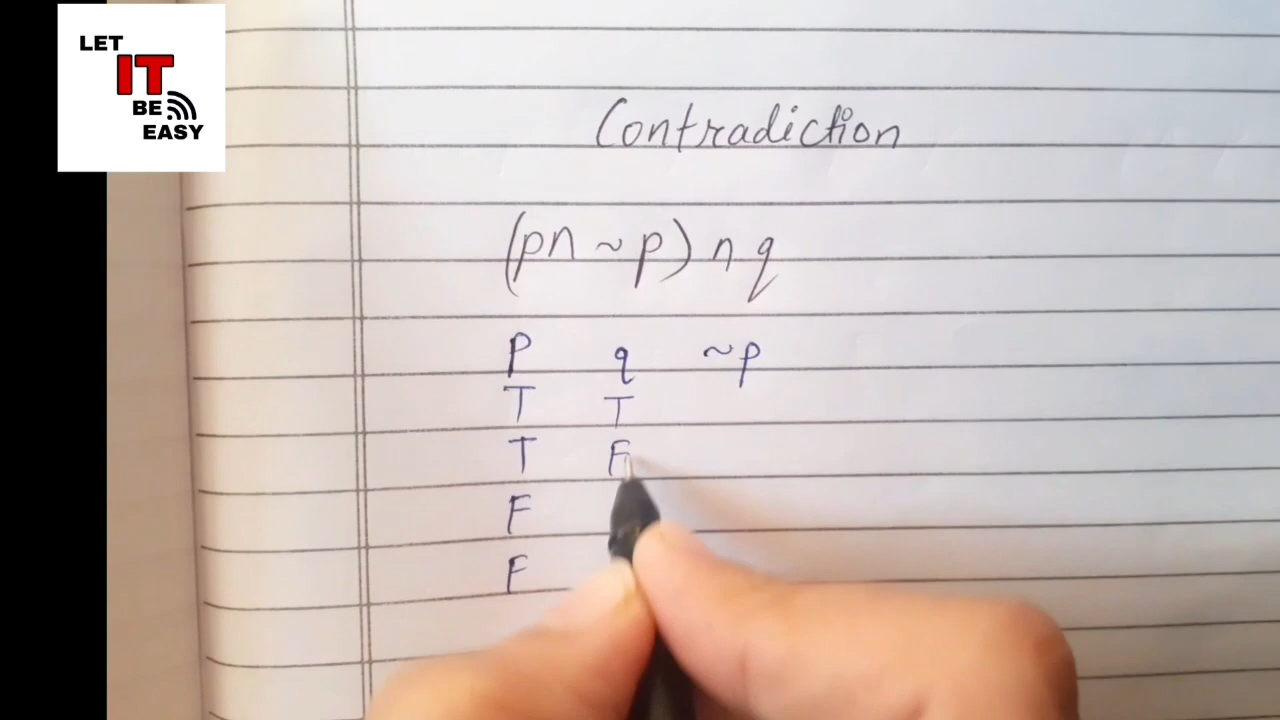 LET
IT
BE
EASY
Contradiction
(p∩ ~ p) ∩ q
p q ~p
T T
T F
F
F